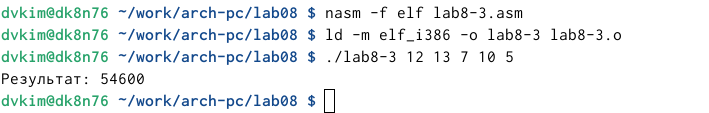 dvkim@dk8n76 ~/work/arch-pc/lab08 $ nasm -f elf lab8-3.asm
dvkim@dk8n76 ~/work/arch-pc/lab08 $ ld -m elf_i386 -o lab8-3 lab8-3.o
dvkim@dk8n76 ~/work/arch-pc/lab08 $ ./lab8-3 12 13 7 10 5
Результат: 54600
dvkim@dk8n76 ~/work/arch-pc/lab08 $